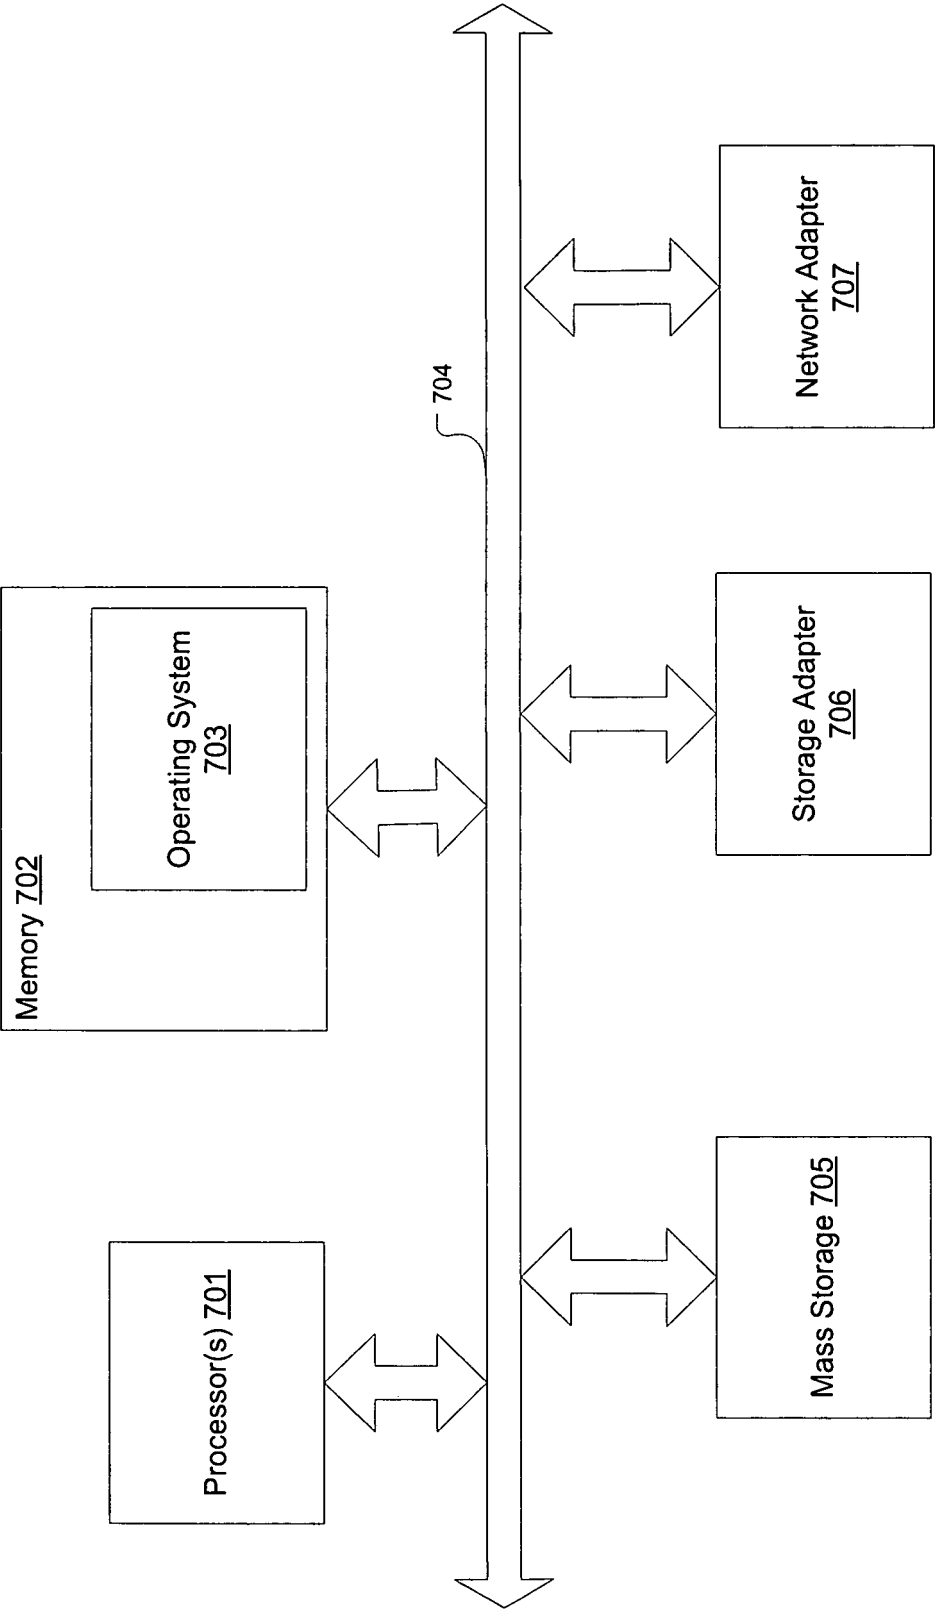 Processor(s) 701
Memory 702
Operating System
703
704
Mass Storage 705
Storage Adapter
706
Network Adapter
707